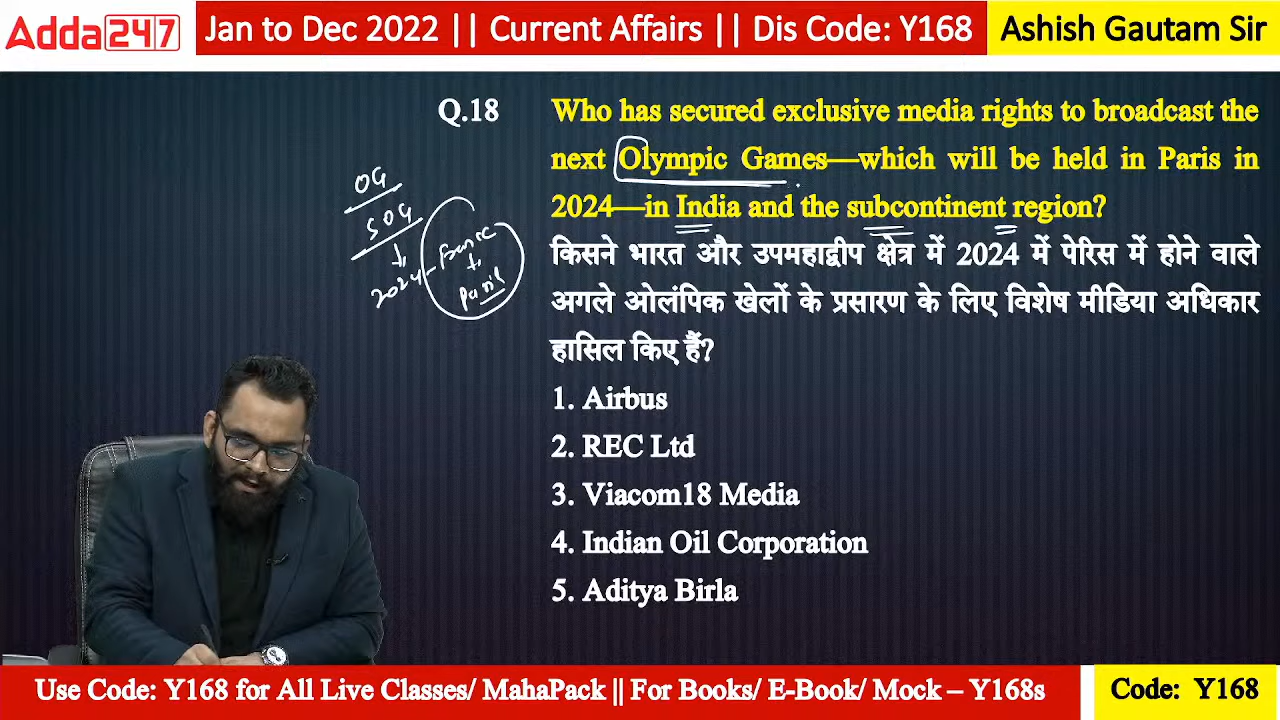 Adda247
Jan to Dec 2022 || Current Affairs || Dis Code: Y168
Ashish Gautam Sir
Q.18
Who has secured exclusive media rights to broadcast the
next Olympic Games—which will be held in Paris in
2024—in India and the subcontinent region?
किसने भारत और उपमहाद्वीप क्षेत्र में 2024 में पेरिस में होने वाले
अगले ओलंपिक खेलों के प्रसारण के लिए विशेष मीडिया अधिकार
हासिल किए हैं?
OG
SOG
2024
Paris
1. Airbus
2. REC Ltd
3. Viacom18 Media
4. Indian Oil Corporation
5. Aditya Birla
Use Code: Y168 for All Live Classes/ MahaPack || For Books/ E-Book/ Mock – Y168s
Code: Y168